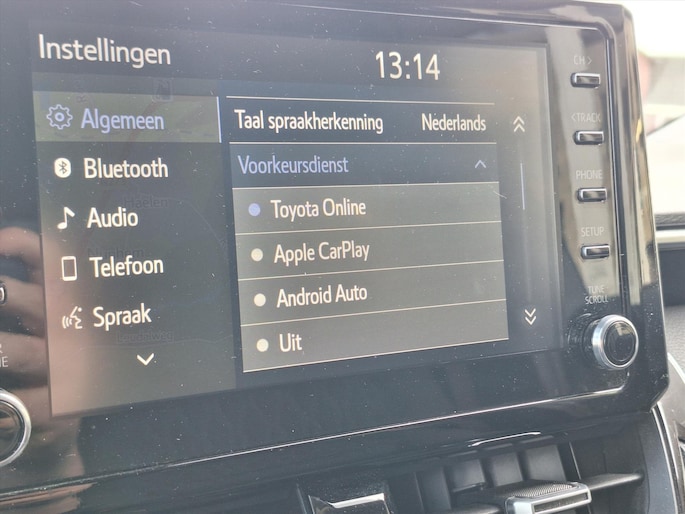 Instellingen 13:14
Algemeen
Bluetooth
Audio
Telefoon
Spraak
Taal spraakherkenning Nederlands
Voorkeursdienst
Toyota Online
Apple CarPlay
Android Auto
Uit
CH >
< TRACK
PHONE
SETUP
TUNE
SCROLL